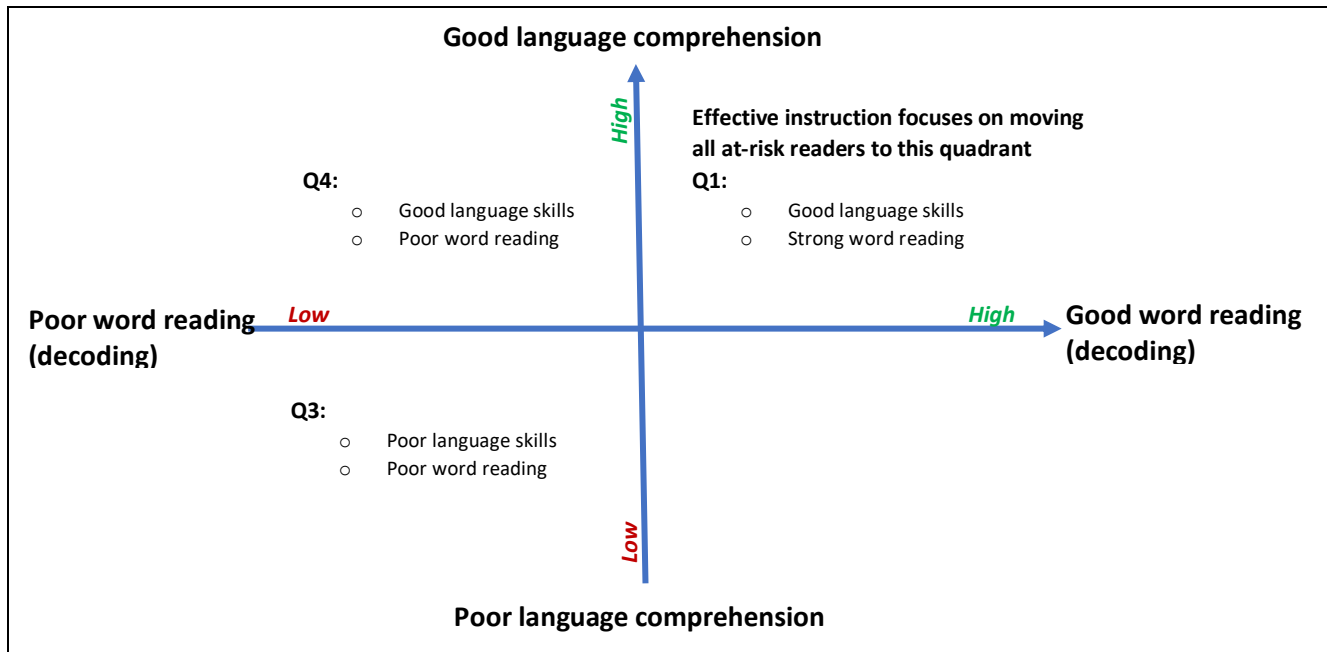 Good language comprehension
High
Effective instruction focuses on moving
all at-risk readers to this quadrant
Q4:
o Good language skills
o Poor word reading
Q1:
o Good language skills
o Strong word reading
Poor word reading
(decoding)
Low
High
Good word reading
(decoding)
Q3:
o Poor language skills
o Poor word reading
Low
Poor language comprehension